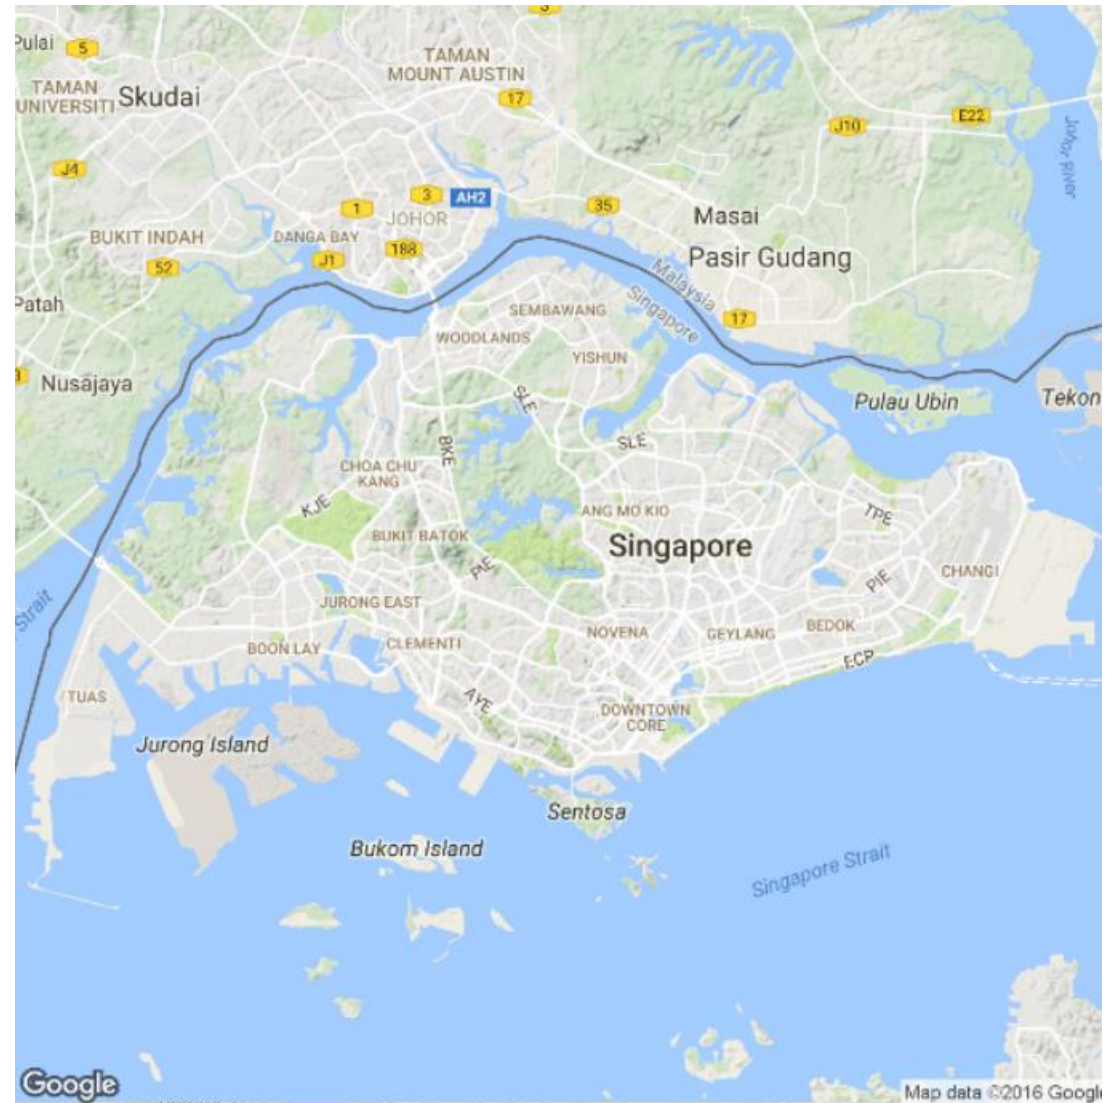 3
Pulai
5
TAMAN
MOUNT AUSTIN
TAMAN
UNIVERSITI
Skudai
17
E22
J10
Johor River
J4
3
AH2
1
35
JOHOR
Masai
BUKIT INDAH
DANGA BAY
188
J1
52
Pasir Gudang
Malaysia
Singapore
Patah
SEMBAWANG
17
WOODLANDS
YISHUN
Nusajaya
SLE
Pulau Ubin
Tekon
BKE
SLE
CHOA CHU
KANG
KJE
ANG MO KIO
TPE
BUKIT BATOK
Singapore
PIE
CHANGI
PIE
Strait
JURONG EAST
NOVENA
GEYLANG
BEDOK
BOON LAY
CLEMENTI
ECP
TUAS
AYE
DOWNTOWN
CORE
Jurong Island
Sentosa
Bukom Island
Singapore Strait
Google
Map data ©2016 Google